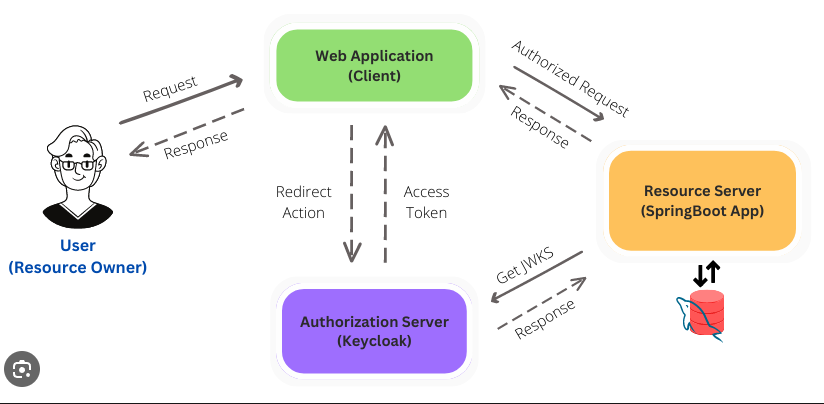 Web Application
(Client)
Request
Response
Authorized Request
Response
Redirect
Action
Access
Token
User
(Resource Owner)
Resource Server
(SpringBoot App)
Get JWKS
Response
Authorization Server
(Keycloak)